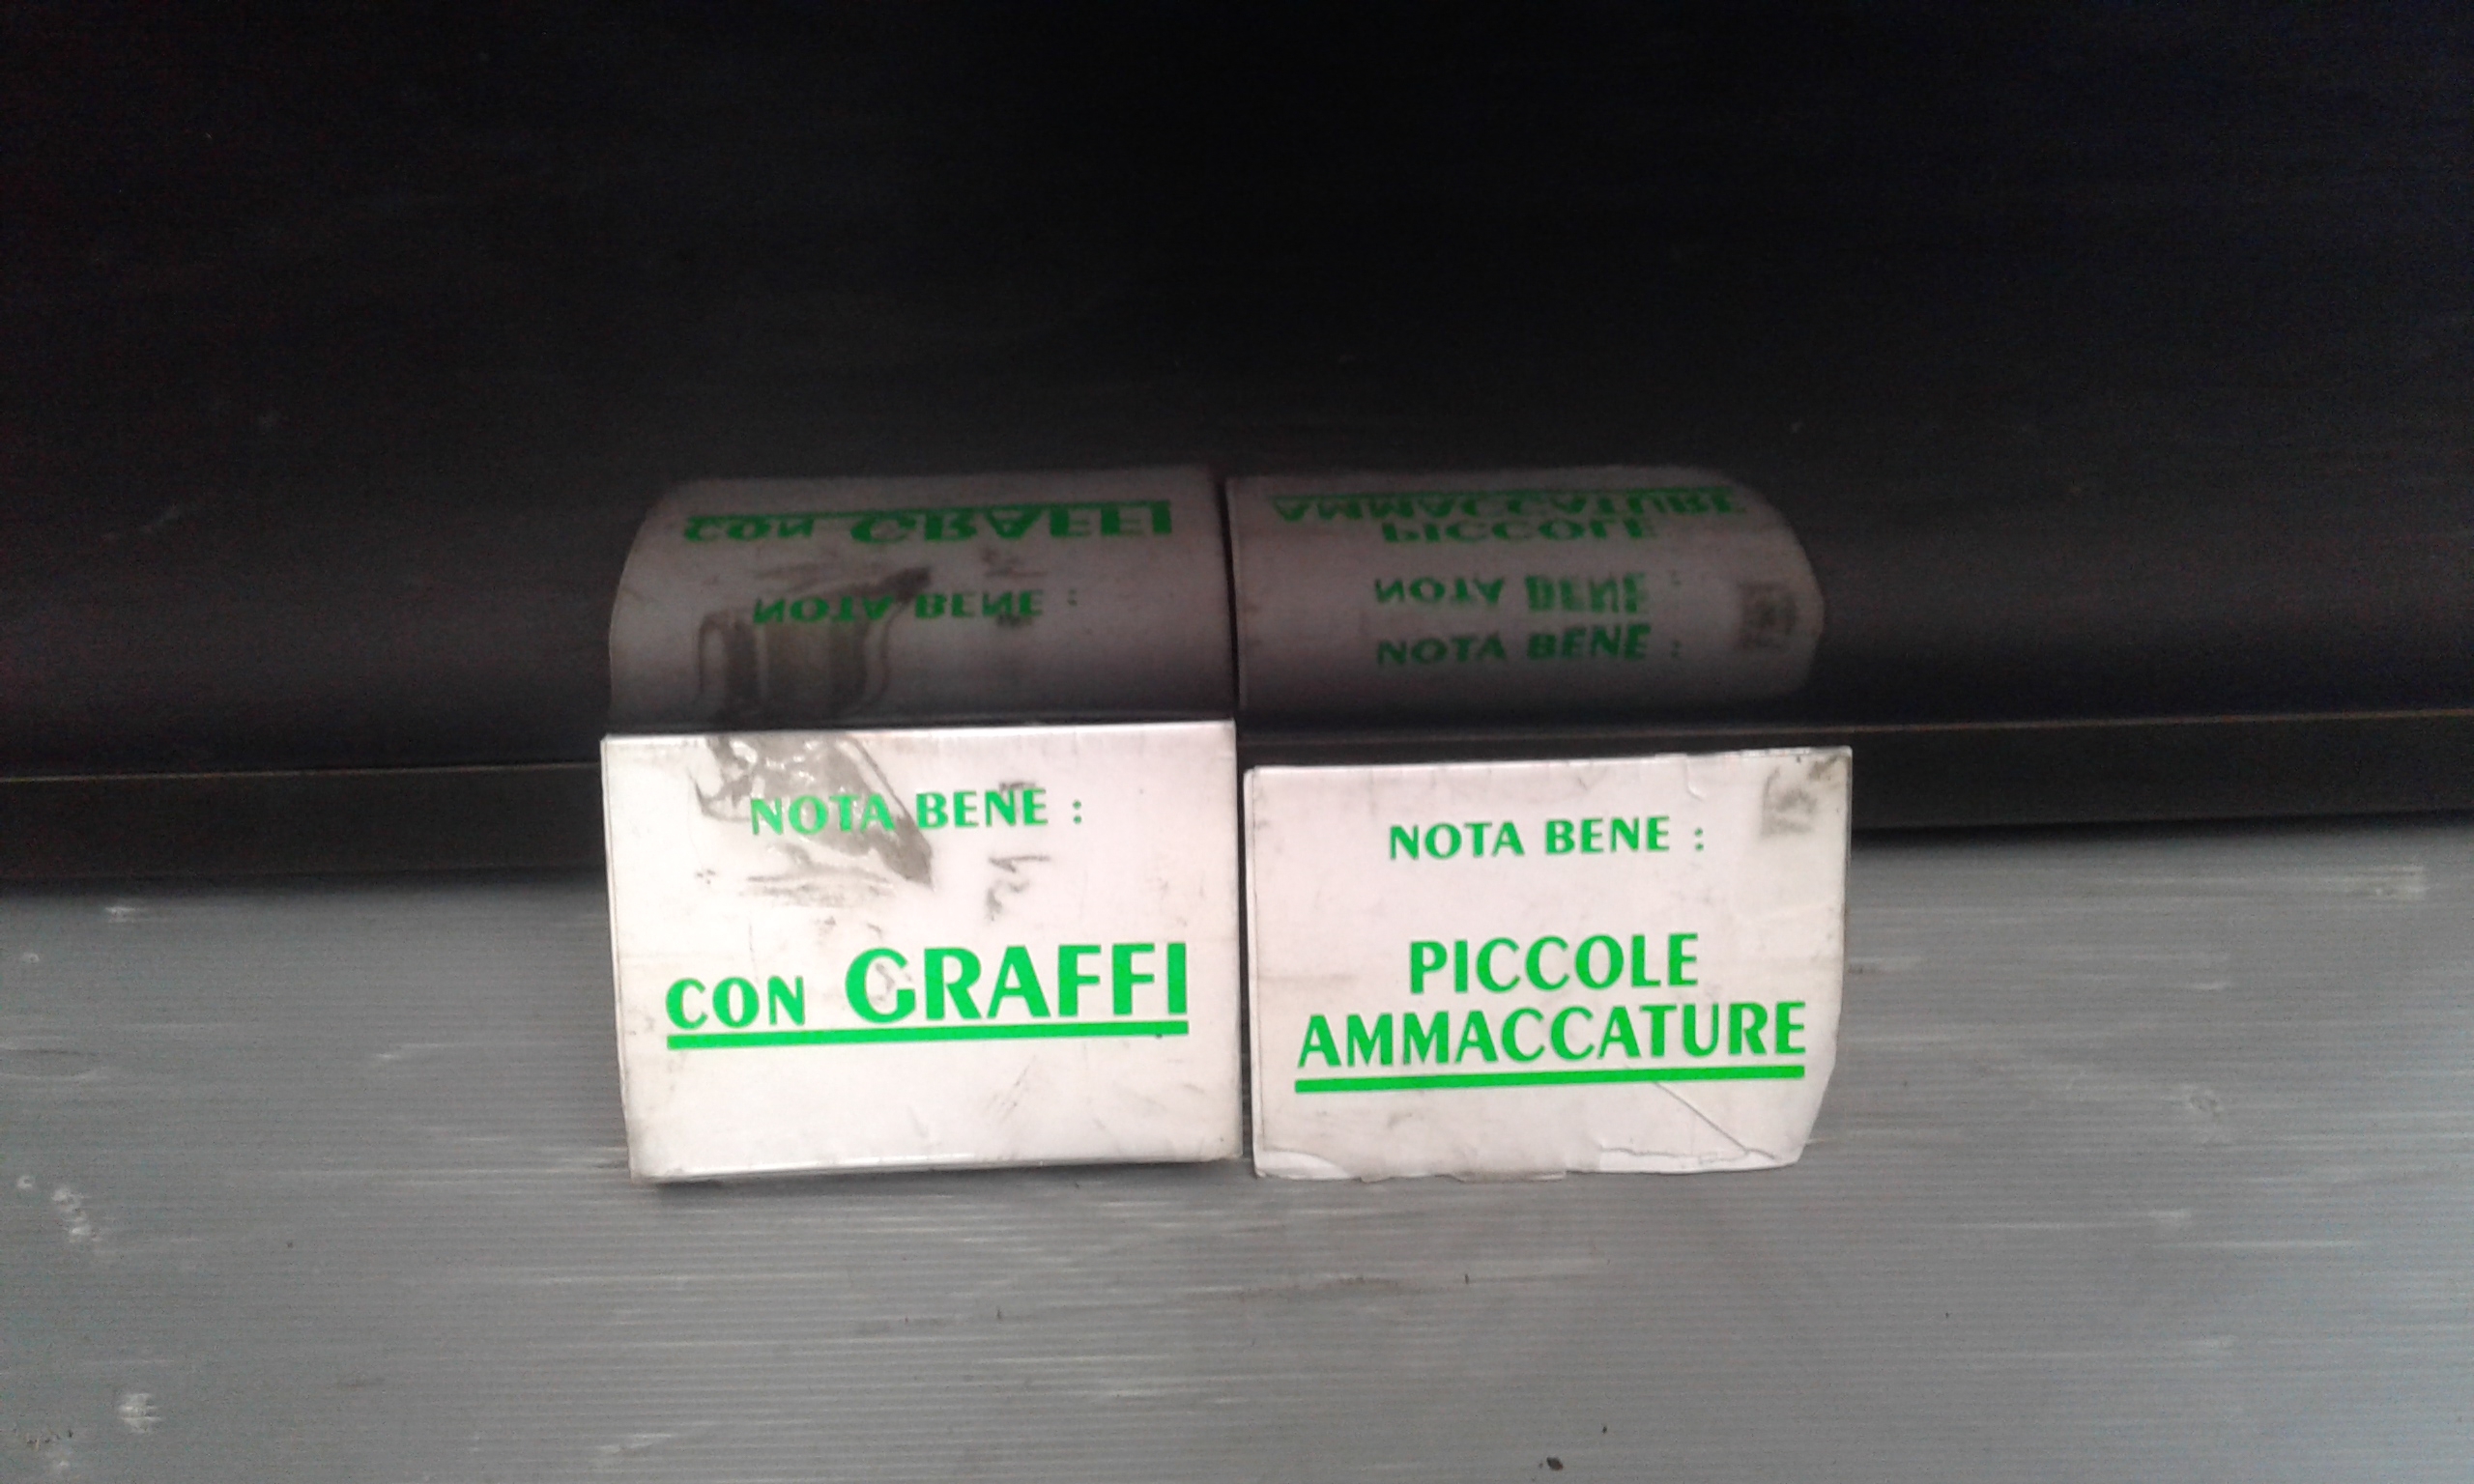 NOTA BENE :
CON GRAFFI
NOTA BENE :
PICCOLE
AMMACCATURE